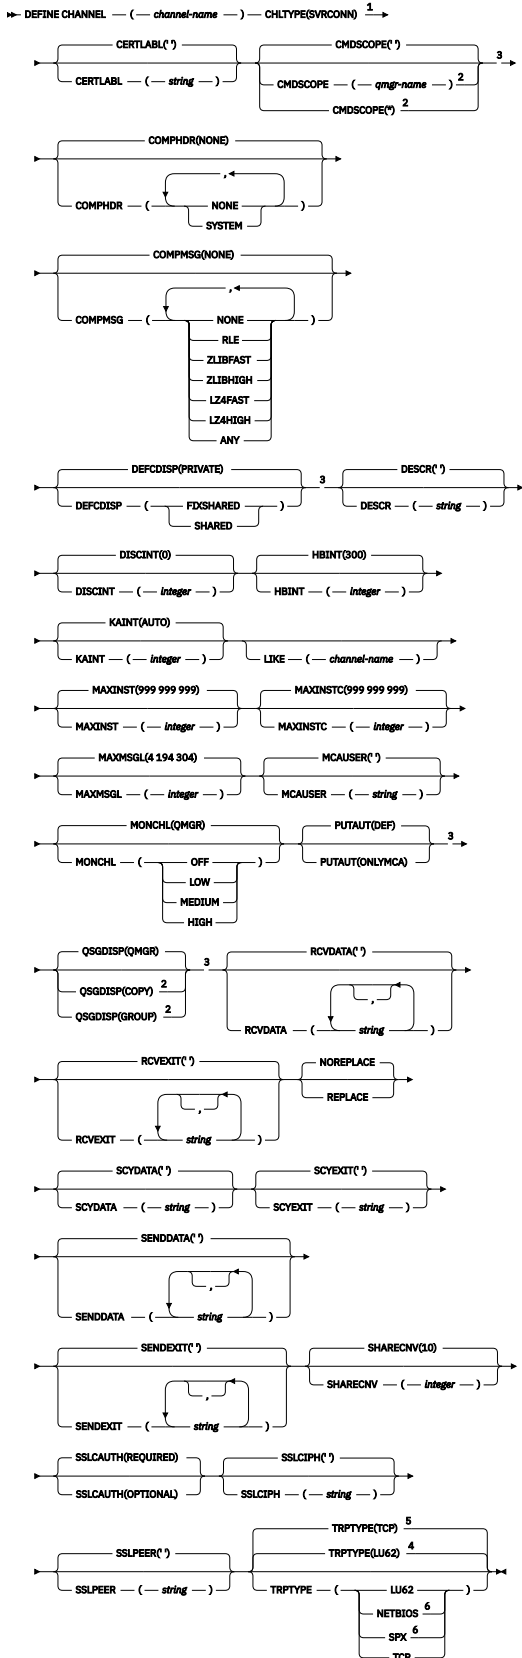 DEFINE CHANNEL ( channel-name ) CHLTYPE(SVRCONN) 1
CERTLABL(' ') CMDSCOPE(' ') 3
CERTLABL ( string ) CMDSCOPE ( qmgr-name ) 2
CMDSCOPE(*) 2
COMPHDR(NONE)
,
COMPHDR ( NONE )
SYSTEM
COMPMSG(NONE)
,
COMPMSG ( NONE )
RLE
ZLIBFAST
ZLIBHIGH
LZ4FAST
LZ4HIGH
ANY
DEFCDISP(PRIVATE) 3 DESCR(' ')
DEFCDISP ( FIXSHARED ) DESCR ( string )
SHARED
DISCINT(0) HBINT(300)
DISCINT ( integer ) HBINT ( integer )
KAINT(AUTO)
KAINT ( integer ) LIKE ( channel-name )
MAXINST(999 999 999) MAXINSTC(999 999 999)
MAXINST ( integer ) MAXINSTC ( integer )
MAXMSGL(4 194 304) MCAUSER(' ')
MAXMSGL ( integer ) MCAUSER ( string )
MONCHL(QMGR) PUTAUT(DEF) 3
MONCHL ( OFF ) PUTAUT(ONLYMCA)
LOW
MEDIUM
HIGH
QSGDISP(QMGR) 3 RCVDATA(' ')
QSGDISP(COPY) 2 ,
QSGDISP(GROUP) 2 RCVDATA ( string )
RCVEXIT(' ') NOREPLACE
, REPLACE
RCVEXIT ( string )
SCYDATA(' ') SCYEXIT(' ')
SCYDATA ( string ) SCYEXIT ( string )
SENDDATA(' ')
,
SENDDATA ( string )
SENDEXIT(' ') SHARECNV(10)
, SHARECNV ( integer )
SENDEXIT ( string )
SSLCAUTH(REQUIRED) SSLCIPH(' ')
SSLCAUTH(OPTIONAL) SSLCIPH ( string )
TRPTYPE(TCP) 5
SSLPEER(' ') TRPTYPE(LU62) 4
SSLPEER ( string ) TRPTYPE ( LU62 )
NETBIOS 6
SPX 6
TCP